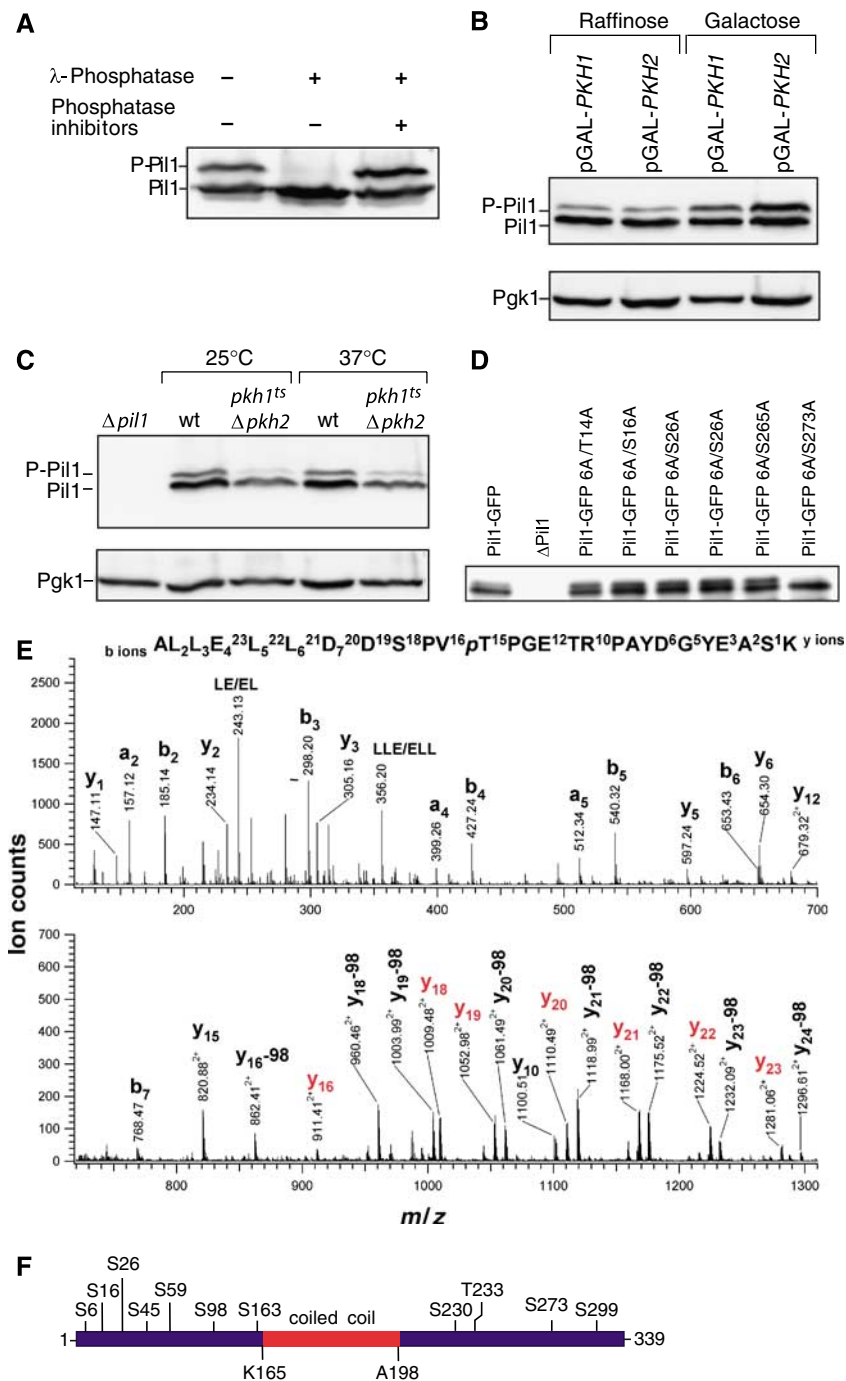 A
λ-Phosphatase – + +
Phosphatase inhibitors – – +
P-Pil1
Pil1
B
Raffinose Galactose
pGAL-PKH1 pGAL-PKH2 pGAL-PKH1 pGAL-PKH2
P-Pil1
Pil1
Pgk1
C
25°C 37°C
Δpil1 wt pkh1ts Δpkh2 wt pkh1ts Δpkh2
P-Pil1
Pil1
Pgk1
D
Pil1-GFP ΔPil1 Pil1-GFP 6A/T14A Pil1-GFP 6A/S16A Pil1-GFP 6A/S26A Pil1-GFP 6A/S26A Pil1-GFP 6A/S265A Pil1-GFP 6A/S273A
E
b ions AL2L3E4 23L5 22L6 21D7 20D19S18PV16pT15PGE12TR10PAYD6G5YE3A2S1K y ions
Ion counts
2500
2000
1500
1000
500
0
y1 147.11
a2 157.12
b2 185.14
y2 234.14
LE/EL 243.13
b3 298.20
y3 305.16
LLE/ELL 356.20
a4 399.26
b4 427.24
a5 512.34
b5 540.32
y5 597.24
b6 653.43
y6 654.30
y12 679.32 2+
200 300 400 500 600 700
700
600
500
400
300
200
100
0
b7 768.47
y15 820.88 2+
y16-98 862.41 2+
y16 911.41 2+
y18-98 960.46 2+
y19-98 1003.99 2+
y18 1009.48 2+
y19 1052.98 2+
y20-98 1061.49 2+
y10 1100.51
y20 1110.49 2+
y21-98 1118.99 2+
y21 1168.00 2+
y22-98 1175.52 2+
y22 1224.52 2+
y23-98 1232.09 2+
y23 1281.06 2+
y24-98 1296.61 2+
800 900 1000 1100 1200 1300
m/z
F
S6 S16 S26 S45 S59 S98 S163 coiled coil S230 T233 S273 S299
1 339
K165 A198